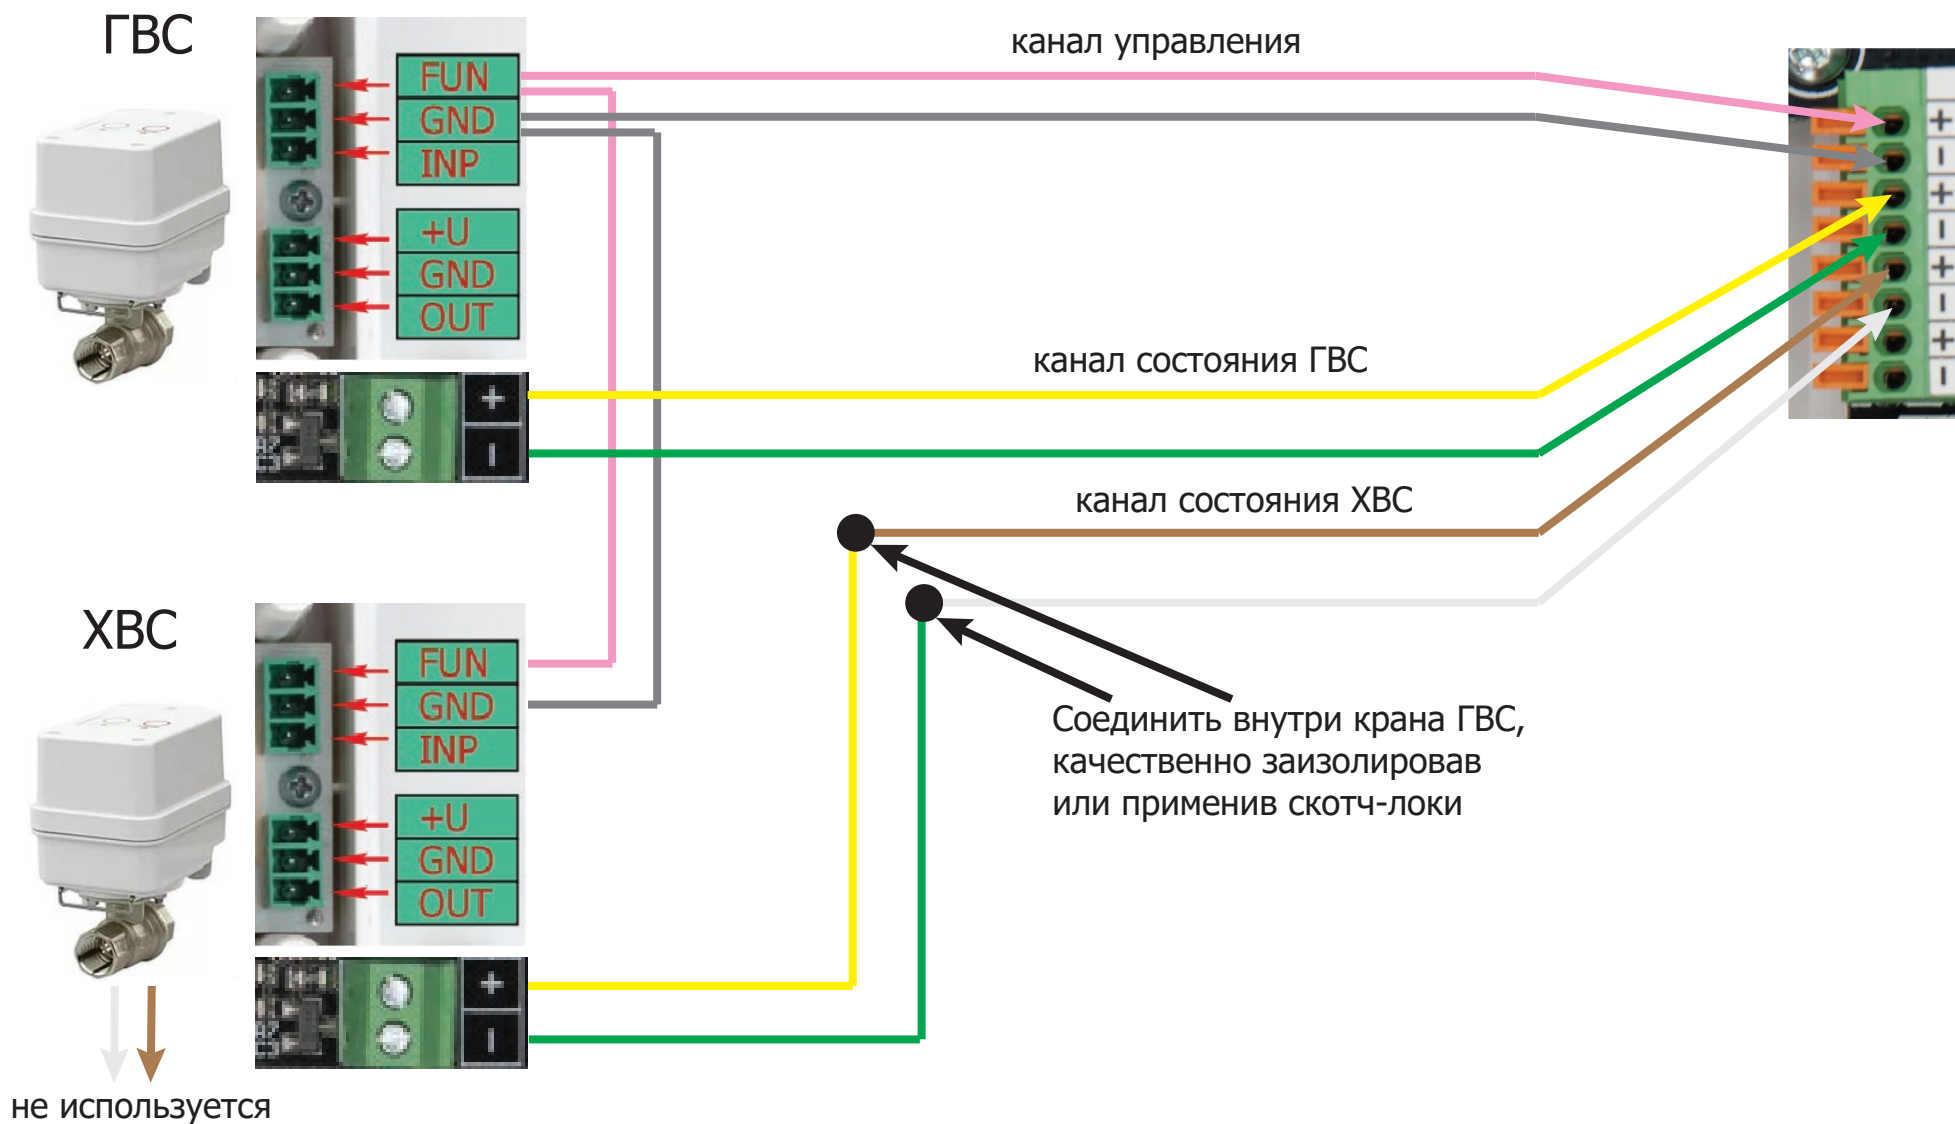 ГВС
FUN
GND
INP
+U
GND
OUT
+
-
канал управления
+
-
+
-
+
-
+
-
канал состояния ГВС
канал состояния ХВС
ХВС
FUN
GND
INP
+U
GND
OUT
+
-
Соединить внутри крана ГВС,
качественно заизолировав
или применив скотч-локи
не используется